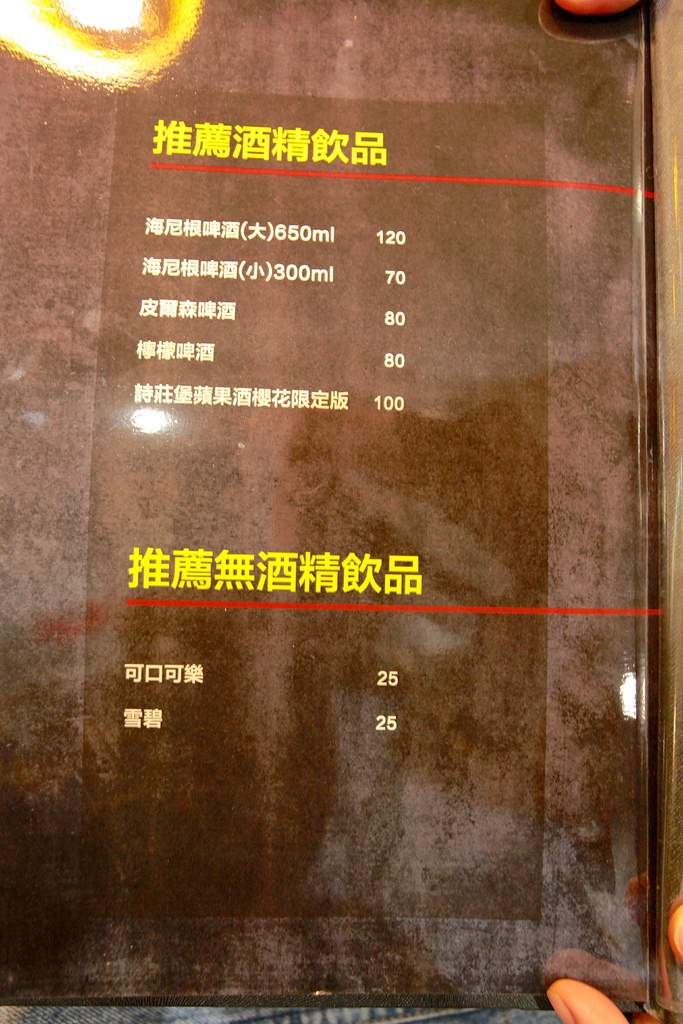 推薦酒精飲品
海尼根啤酒(大)650ml 120
海尼根啤酒(小)300ml 70
皮爾森啤酒 80
檸檬啤酒 80
詩莊堡蘋果酒櫻花限定版 100
推薦無酒精飲品
可口可樂 25
雪碧 25